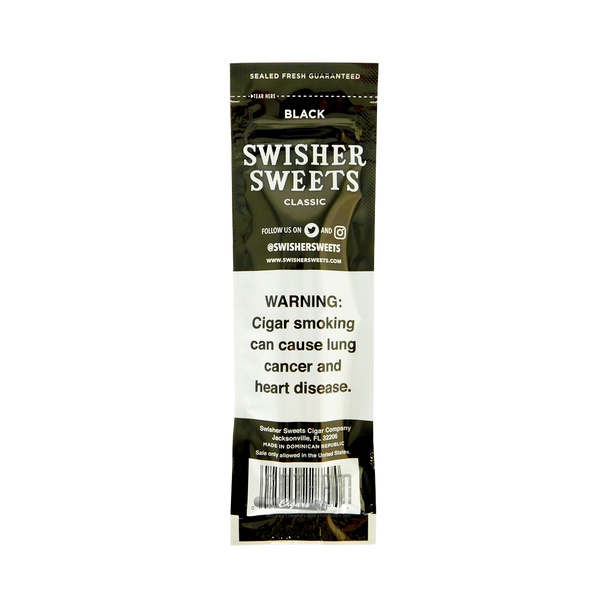 SEALED FRESH GUARANTEED
TEAR HERE
BLACK
SWISHER
SWEETS
CLASSIC
FOLLOW US ON AND
@SWISHERSWEETS
WWW.SWISHERSWEETS.COM
WARNING:
Cigar smoking
can cause lung
cancer and
heart disease.
Swisher Sweets Cigar Company
Jacksonville, FL 32206
MADE IN DOMINICAN REPUBLIC
Sale only allowed in the United States.